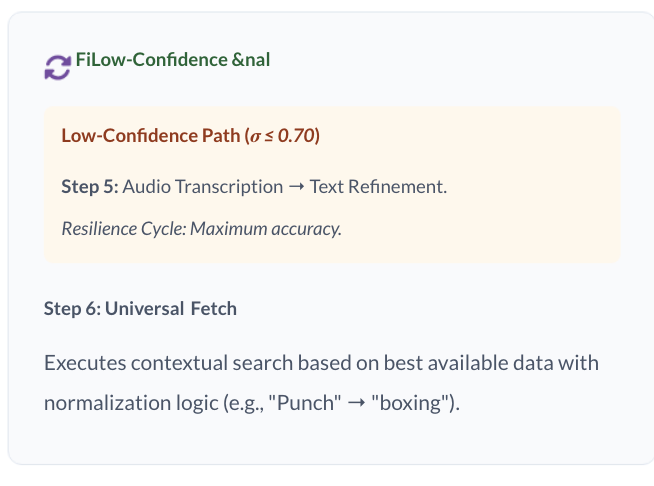 FiLow-Confidence &nal
Low-Confidence Path (σ ≤ 0.70)
Step 5: Audio Transcription → Text Refinement.
Resilience Cycle: Maximum accuracy.
Step 6: Universal Fetch
Executes contextual search based on best available data with
normalization logic (e.g., "Punch" → "boxing").